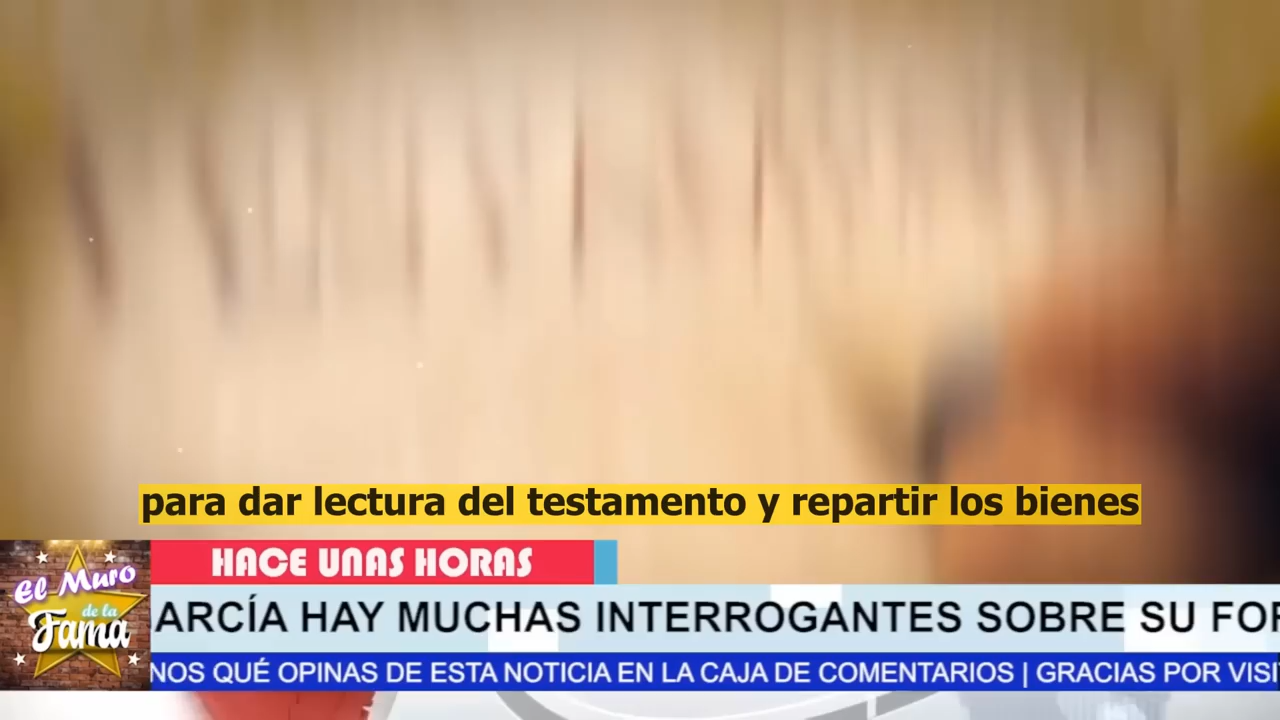 para dar lectura del testamento y repartir los bienes
HACE UNAS HORAS
El Muro
de la
Fama
ARCÍA HAY MUCHAS INTERROGANTES SOBRE SU FOR
NOS QUÉ OPINAS DE ESTA NOTICIA EN LA CAJA DE COMENTARIOS | GRACIAS POR VISI